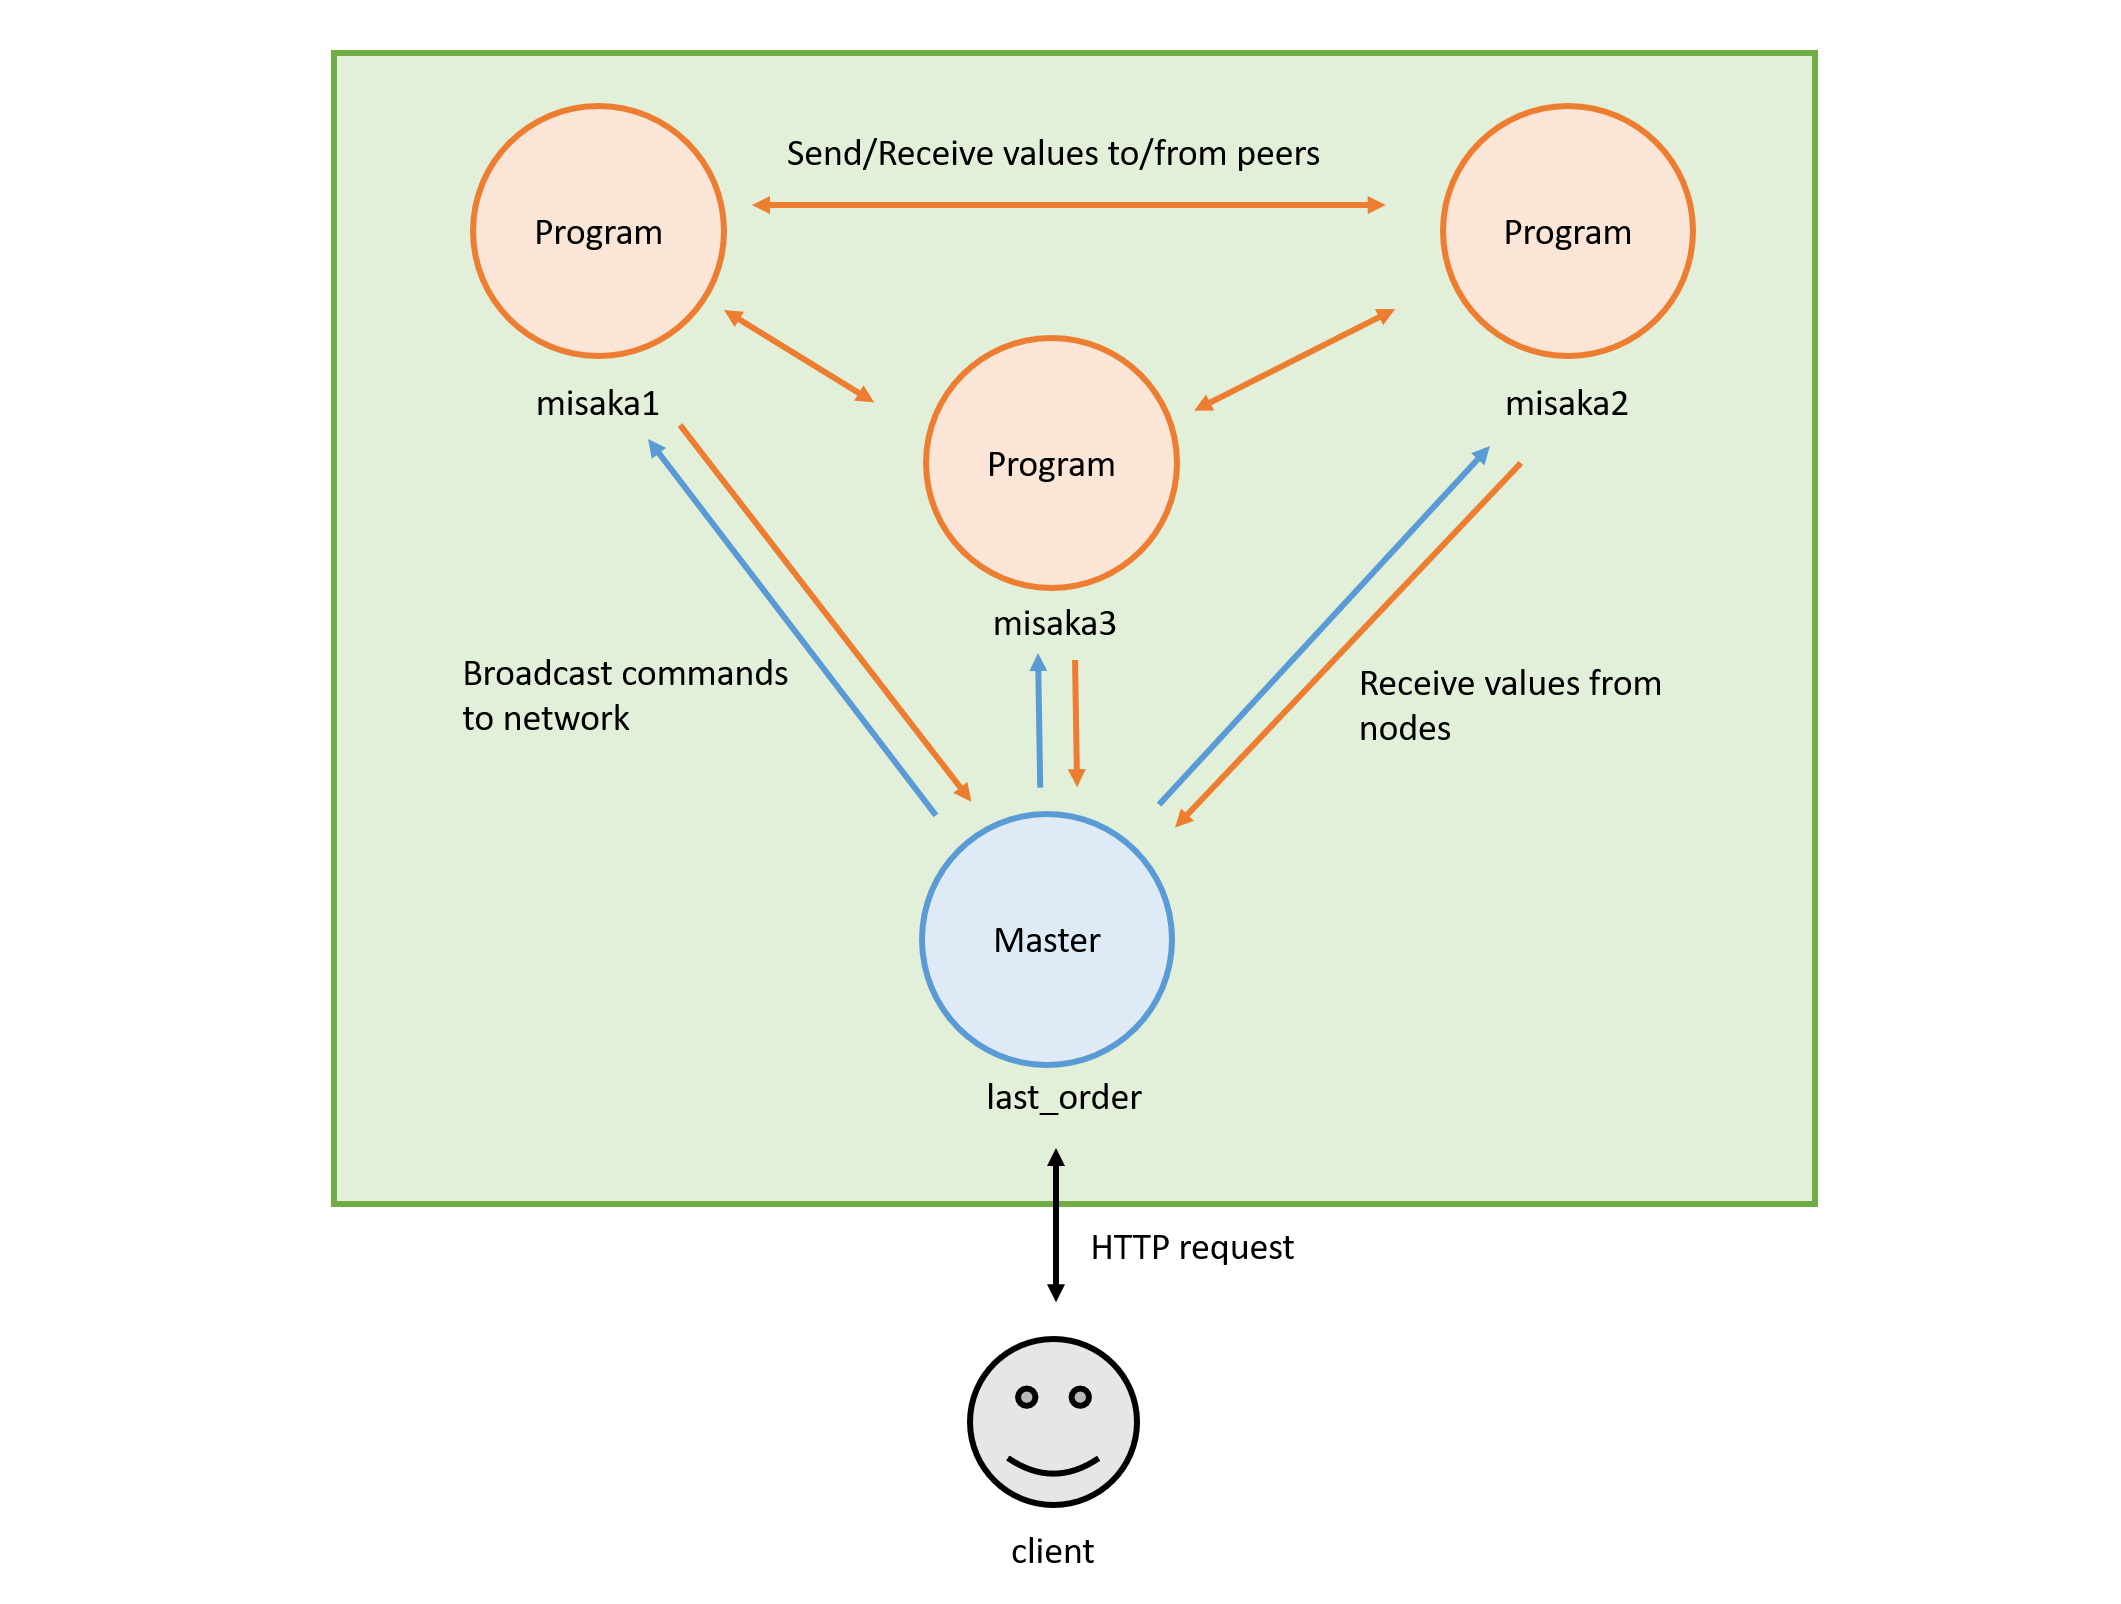 Send/Receive values to/from peers
Program
Program
misaka1
misaka2
Program
misaka3
Broadcast commands
to network
Receive values from
nodes
Master
last_order
HTTP request
client